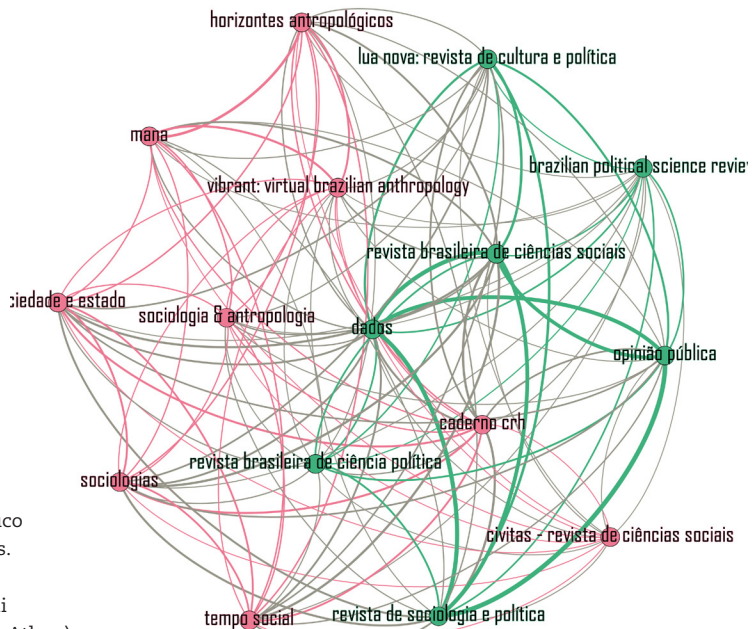 horizontes antropológicos
lua nova: revista de cultura e política
mana
brazilian political science
vibrant: virtual brazilian anthropology
revista brasileira de ciências sociais
e estado
sociologia & antropologia
dados
opinião pública
caderno crh
revista brasileira de ciência política
sociologias
civitas - revista de ciências sociais
tempo social
revista de sociologia e política